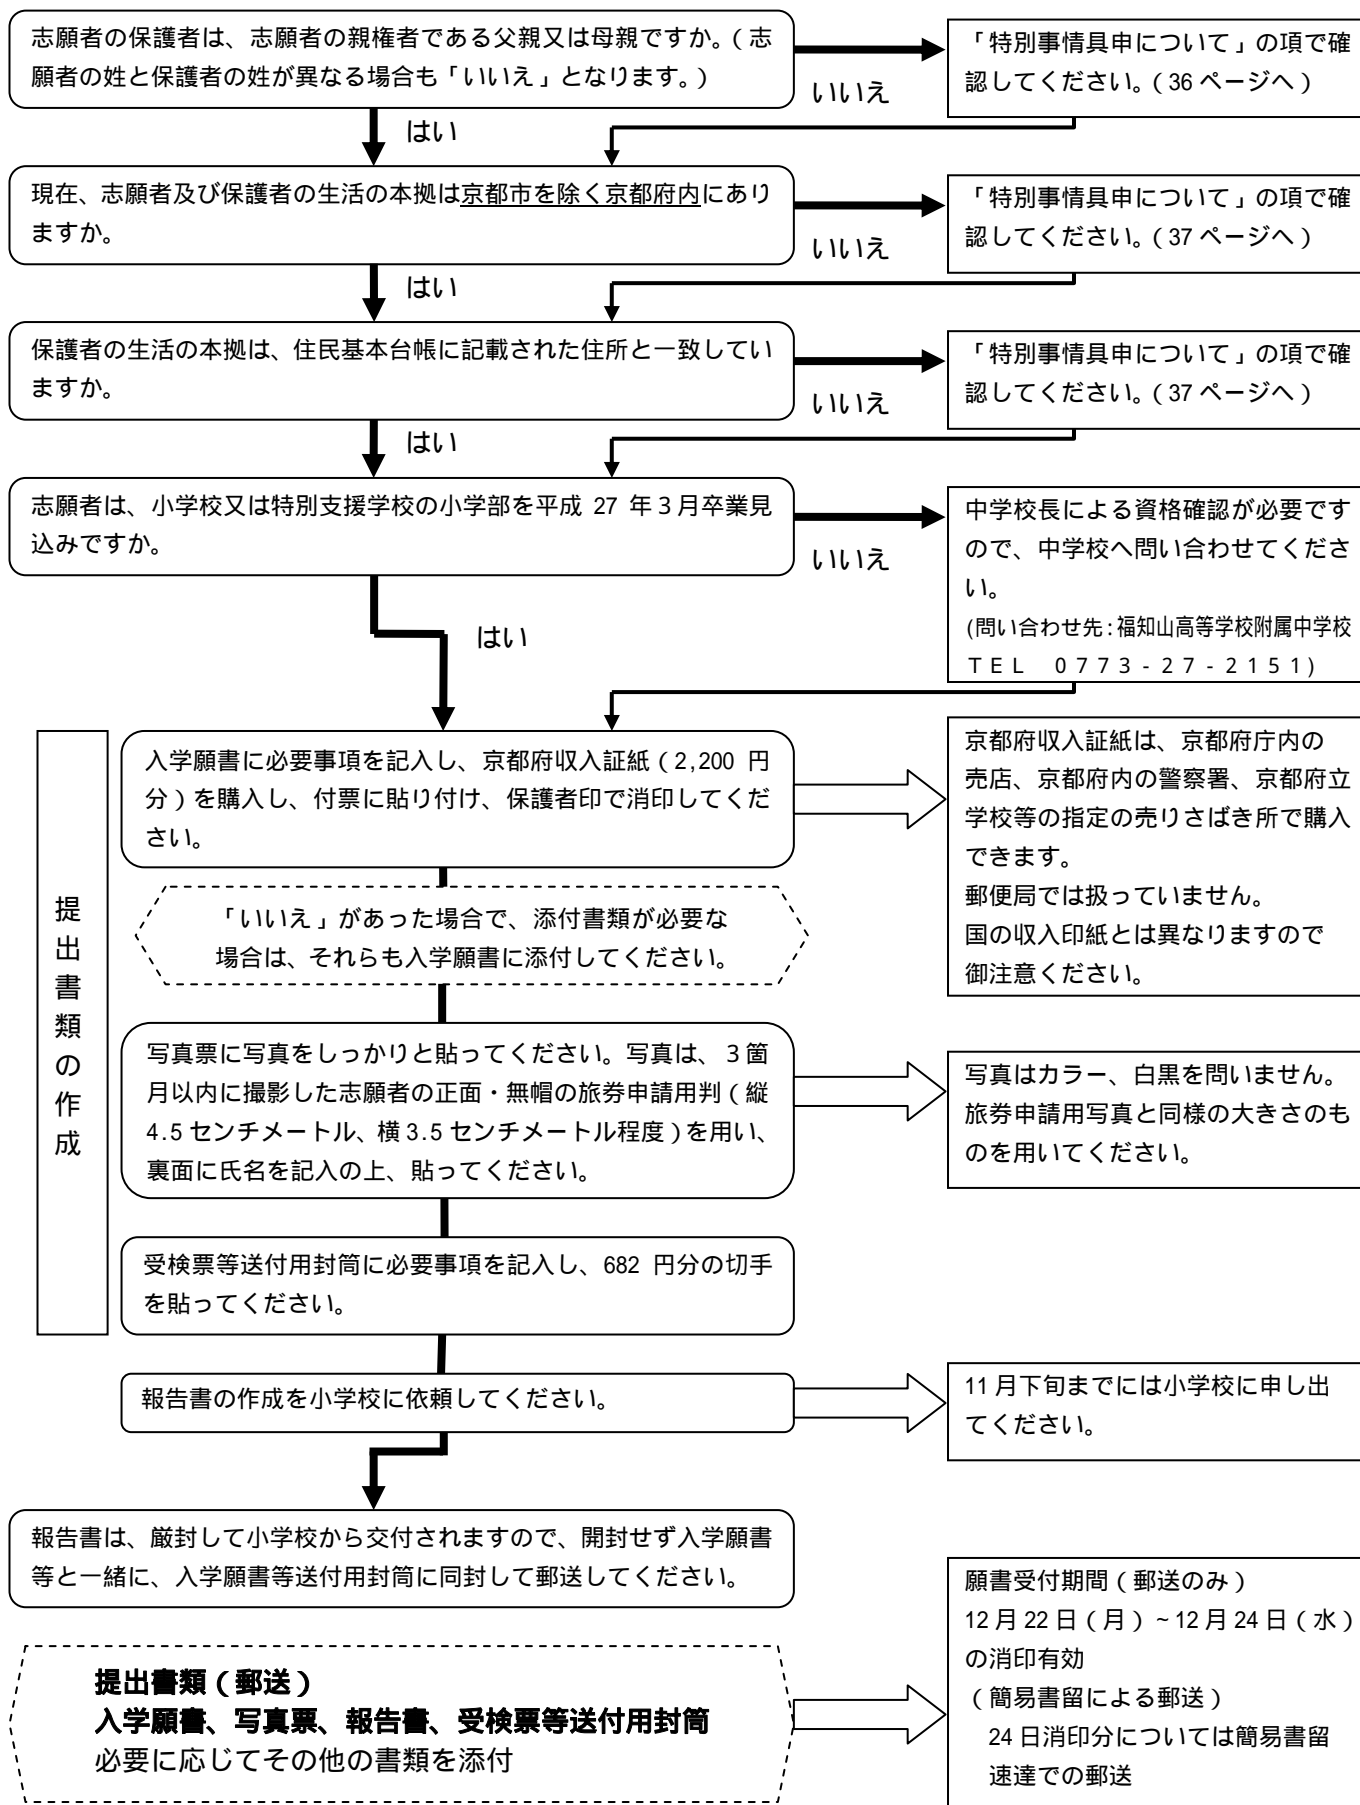 志願者の保護者は、志願者の親権者である父親又は母親ですか。(志
願者の姓と保護者の姓が異なる場合も「いいえ」となります。)
いいえ
「特別事情具申について」の項で確
認してください。(36 ページへ)
はい
現在、志願者及び保護者の生活の本拠は京都市を除く京都府内にあり
ますか。
いいえ
「特別事情具申について」の項で確
認してください。(37 ページへ)
はい
保護者の生活の本拠は、住民基本台帳に記載された住所と一致してい
ますか。
いいえ
「特別事情具申について」の項で確
認してください。(37 ページへ)
はい
志願者は、小学校又は特別支援学校の小学部を平成 27 年3月卒業見
込みですか。
いいえ
中学校長による資格確認が必要です
ので、中学校へ問い合わせてくださ
い。
(問い合わせ先:福知山高等学校附属中学校
TEL 0773-27-2151)
はい
提出書類の作成
入学願書に必要事項を記入し、京都府収入証紙(2,200 円
分)を購入し、付票に貼り付け、保護者印で消印してくだ
さい。
京都府収入証紙は、京都府庁内の
売店、京都府内の警察署、京都府立
学校等の指定の売りさばき所で購入
できます。
郵便局では扱っていません。
国の収入印紙とは異なりますので
御注意ください。
「いいえ」があった場合で、添付書類が必要な
場合は、それらも入学願書に添付してください。
写真票に写真をしっかりと貼ってください。写真は、3箇
月以内に撮影した志願者の正面・無帽の旅券申請用判(縦
4.5 センチメートル、横 3.5 センチメートル程度)を用い、
裏面に氏名を記入の上、貼ってください。
写真はカラー、白黒を問いません。
旅券申請用写真と同様の大きさのも
のを用いてください。
受検票等送付用封筒に必要事項を記入し、682 円分の切手
を貼ってください。
報告書の作成を小学校に依頼してください。
11 月下旬までには小学校に申し出
てください。
報告書は、厳封して小学校から交付されますので、開封せず入学願書
等と一緒に、入学願書等送付用封筒に同封して郵送してください。
提出書類(郵送)
入学願書、写真票、報告書、受検票等送付用封筒
必要に応じてその他の書類を添付
願書受付期間(郵送のみ)
12 月 22 日(月)~12 月 24 日(水)
の消印有効
(簡易書留による郵送)
24 日消印分については簡易書留
速達での郵送